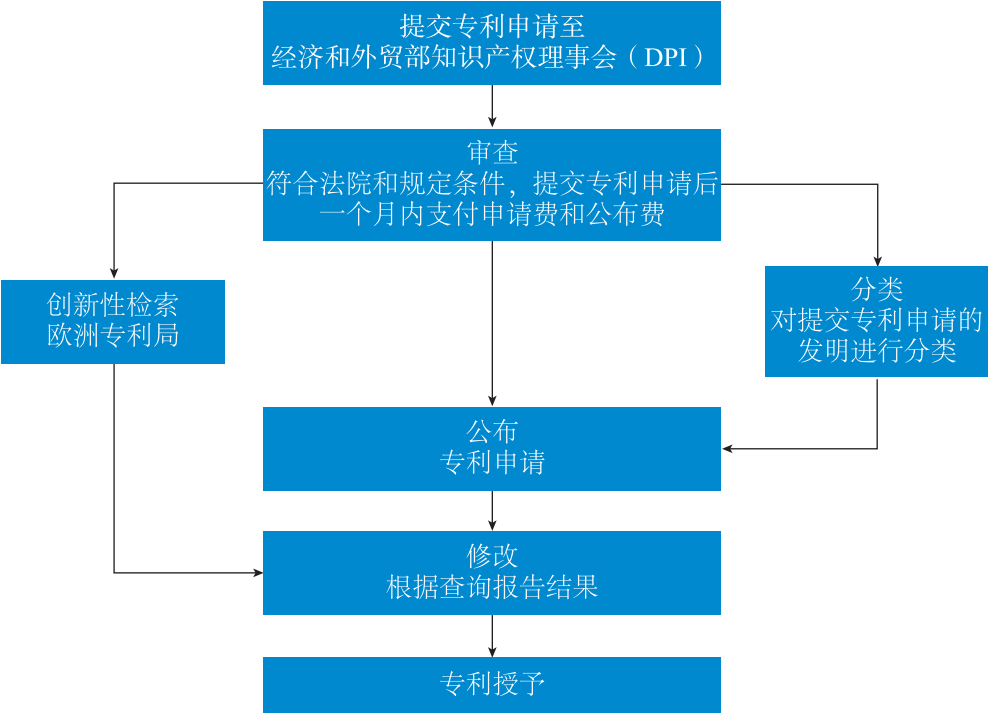 提交专利申请至
经济和外贸部知识产权理事会（DPI）
审查
符合法院和规定条件，提交专利申请后
一个月内支付申请费和公布费
创新性检索
欧洲专利局
分类
对提交专利申请的
发明进行分类
公布
专利申请
修改
根据查询报告结果
专利授予